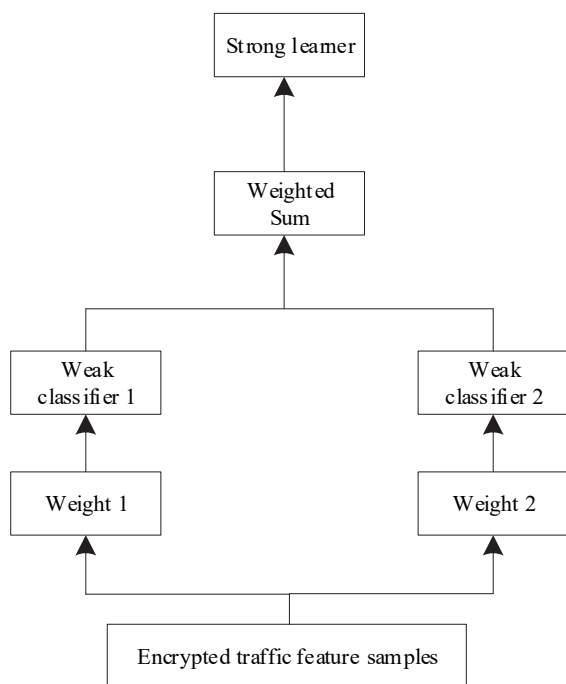 Strong learner
Weighted
Sum
Weak
classifier 1
Weak
classifier 2
Weight 1
Weight 2
Encrypted traffic feature samples